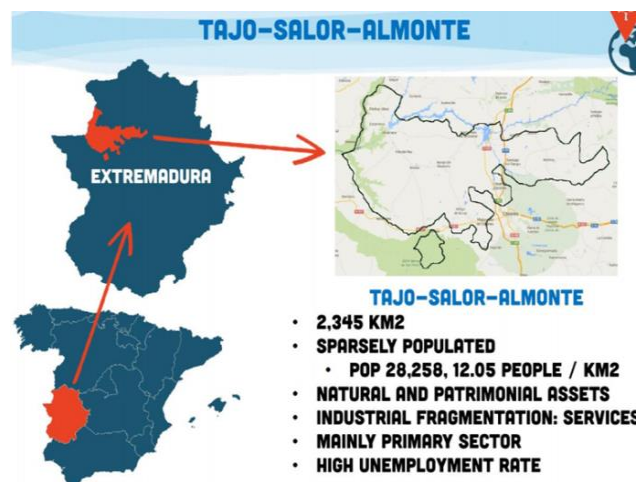 TAJO-SALOR-ALMONTE
1
EXTREMADURA
TAJO-SALOR-ALMONTE
• 2,345 KM2
• SPARSELY POPULATED
• POP 28,258, 12.05 PEOPLE / KM2
• NATURAL AND PATRIMONIAL ASSETS
• INDUSTRIAL FRAGMENTATION: SERVICES
• MAINLY PRIMARY SECTOR
• HIGH UNEMPLOYMENT RATE